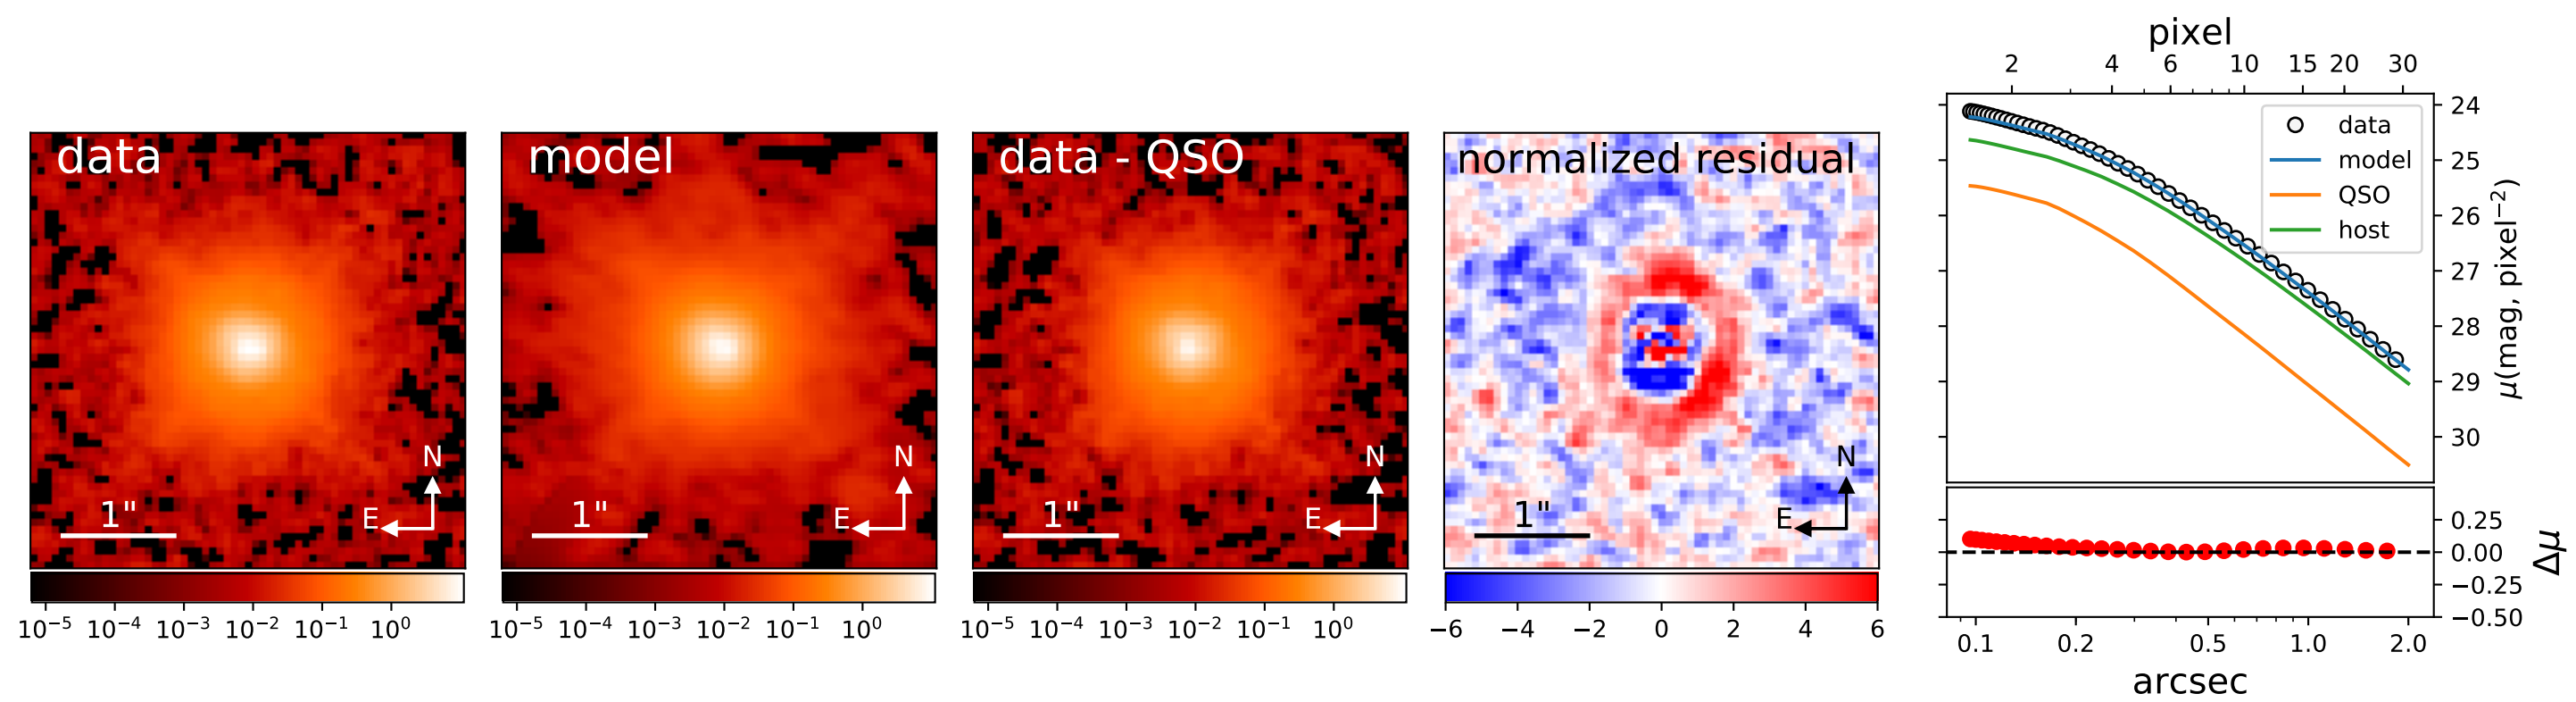 data
N
E
1"
10⁻⁵ 10⁻⁴ 10⁻³ 10⁻² 10⁻¹ 10⁰
model
N
E
1"
10⁻⁵ 10⁻⁴ 10⁻³ 10⁻² 10⁻¹ 10⁰
data - QSO
N
E
1"
10⁻⁵ 10⁻⁴ 10⁻³ 10⁻² 10⁻¹ 10⁰
normalized residual
N
E
1"
−6 −4 −2 0 2 4 6
pixel
2 4 6 10 15 20 30
data
model
QSO
host
24
25
26
27
28
29
30
μ(mag, pixel⁻²)
0.25
0.00
−0.25
−0.50
Δμ
0.1 0.2 0.5 1.0 2.0
arcsec